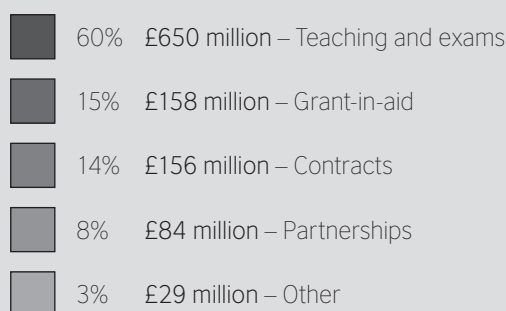 60% £650 million – Teaching and exams
15% £158 million – Grant-in-aid
14% £156 million – Contracts
8% £84 million – Partnerships
3% £29 million – Other